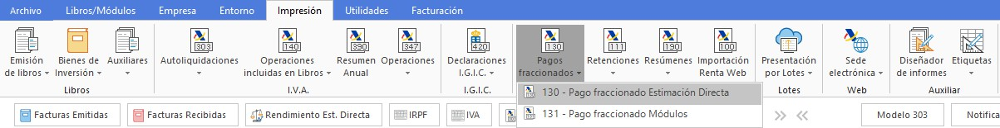 Archivo Libros/Módulos Empresa Entorno Impresión Utilidades Facturación
303 140 390 347 420 130 111 190 100
Emisión de libros
Bienes de Inversión
Auxiliares
Autoliquidaciones
Operaciones incluidas en Libros
Resumen Anual
Operaciones
Declaraciones I.G.I.C.
Pagos fraccionados
Retenciones
Resúmenes
Importación Renta Web
Presentación por Lotes
Sede electrónica
Diseñador de informes
Etiquetas
Libros I.V.A. I.G.I.C. Lotes Web Auxiliar
130 - Pago fraccionado Estimación Directa
131 - Pago fraccionado Módulos
Facturas Emitidas Facturas Recibidas Rendimiento Est. Directa IRPF IVA Modelo 303 Notifica